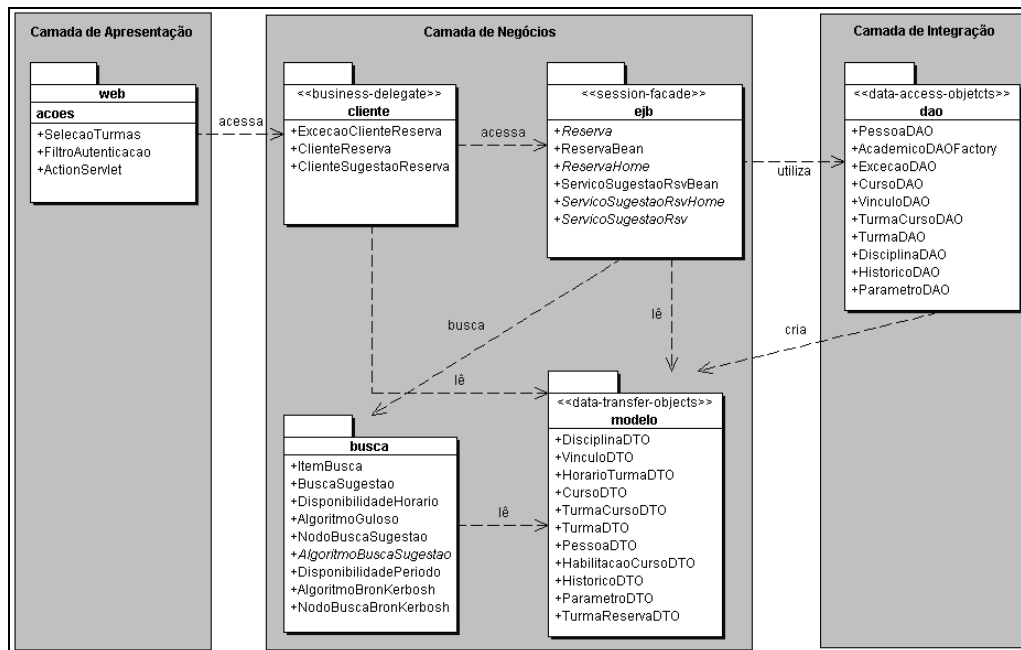 Camada de Apresentação
web
acoes
+SelecaoTurmas
+FiltroAutenticacao
+ActionServlet
acessa
Camada de Negócios
<<business-delegate>>
cliente
+ExcecaoClienteReserva
+ClienteReserva
+ClienteSugestaoReserva
acessa
<<session-facade>>
ejb
+Reserva
+ReservaBean
+ReservaHome
+ServicoSugestaoRsvBean
+ServicoSugestaoRsvHome
+ServicoSugestaoRsv
utiliza
Camada de Integração
<<data-access-objetcts>>
dao
+PessoaDAO
+AcademicoDAOFactory
+ExcecaoDAO
+CursoDAO
+VinculoDAO
+TurmaCursoDAO
+TurmaDAO
+DisciplinaDAO
+HistoricoDAO
+ParametroDAO
busca
lê
cria
lê
busca
+ItemBusca
+BuscaSugestao
+DisponibilidadeHorario
+AlgoritmoGuloso
+NodoBuscaSugestao
+AlgoritmoBuscaSugestao
+DisponibilidadePeriodo
+AlgoritmoBronKerbosh
+NodoBuscaBronKerbosh
lê
<<data-transfer-objects>>
modelo
+DisciplinaDTO
+VinculoDTO
+HorarioTurmaDTO
+CursoDTO
+TurmaCursoDTO
+TurmaDTO
+PessoaDTO
+HabilitacaoCursoDTO
+HistoricoDTO
+ParametroDTO
+TurmaReservaDTO